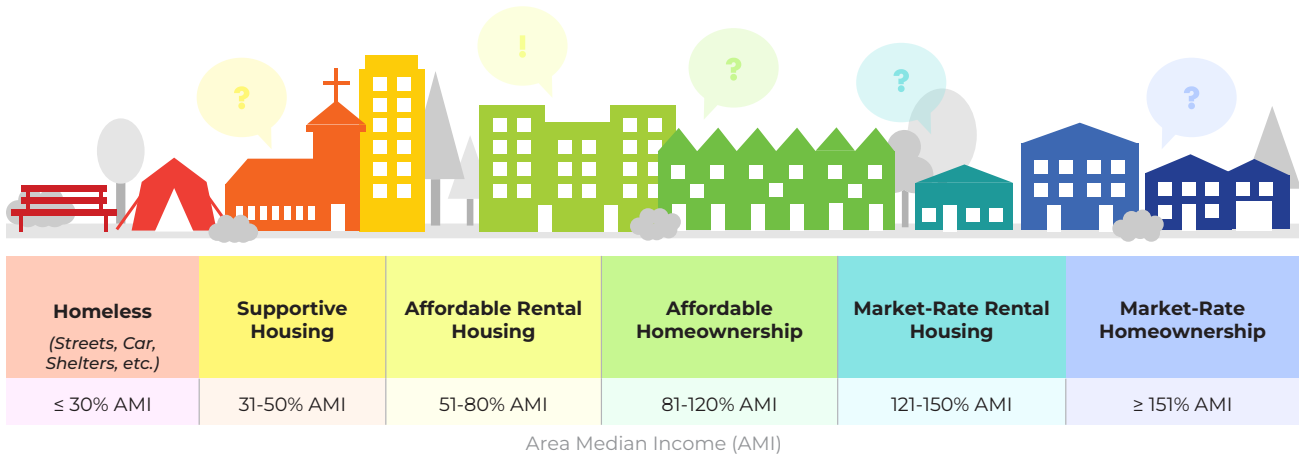 ?
!
?
?
?
Homeless
(Streets, Car,
Shelters, etc.)
Supportive
Housing
Affordable Rental
Housing
Affordable
Homeownership
Market-Rate Rental
Housing
Market-Rate
Homeownership
≤ 30% AMI
31-50% AMI
51-80% AMI
81-120% AMI
121-150% AMI
≥ 151% AMI
Area Median Income (AMI)